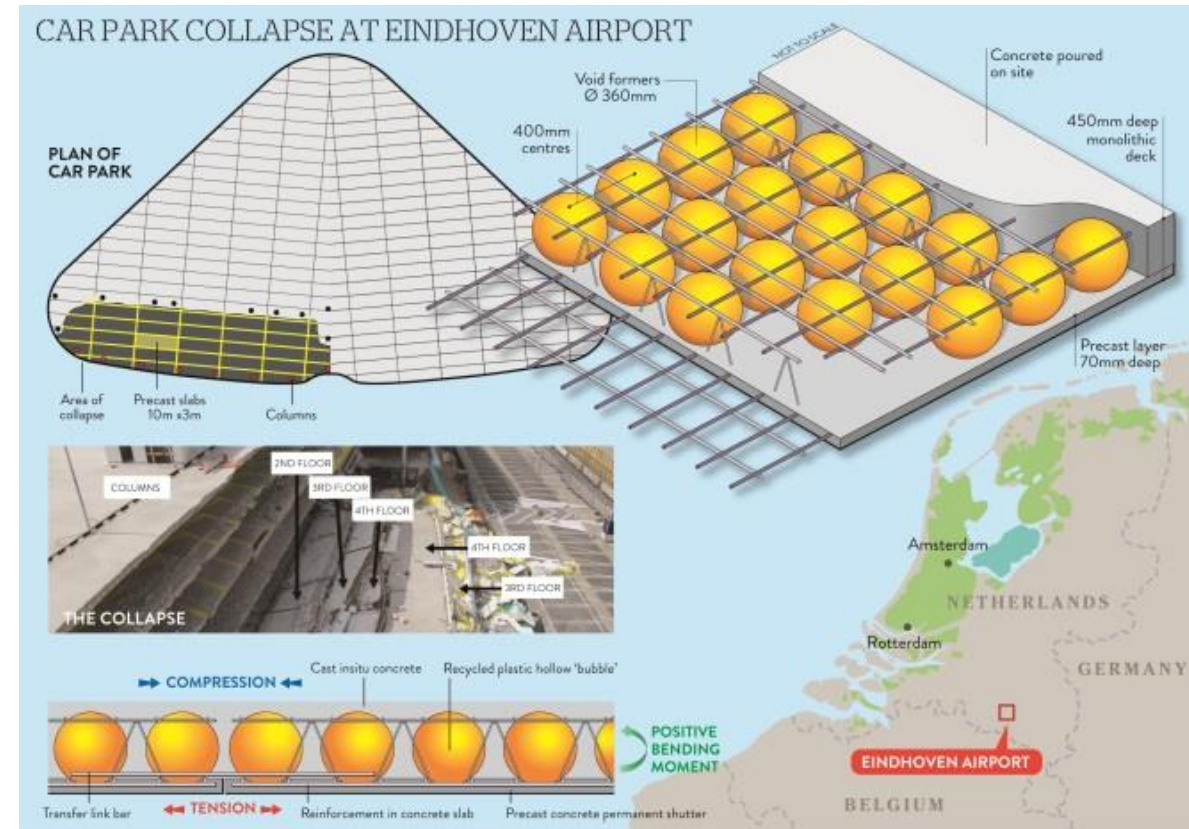 CAR PARK COLLAPSE AT EINDHOVEN AIRPORT
NOT TO SCALE
Concrete poured
on site
Void formers
Ø 360mm
400mm
centres
450mm deep
monolithic
deck
PLAN OF
CAR PARK
Precast layer
70mm deep
Area of
collapse
Precast slabs
10m x3m
Columns
2ND FLOOR
COLUMNS
3RD FLOOR
4TH FLOOR
4TH FLOOR
3RD FLOOR
THE COLLAPSE
Amsterdam
NETHERLANDS
Rotterdam
GERMANY
EINDHOVEN AIRPORT
BELGIUM
Cast insitu concrete
Recycled plastic hollow 'bubble'
COMPRESSION
POSITIVE
BENDING
MOMENT
Transfer link bar
TENSION
Reinforcement in concrete slab
Precast concrete permanent shutter